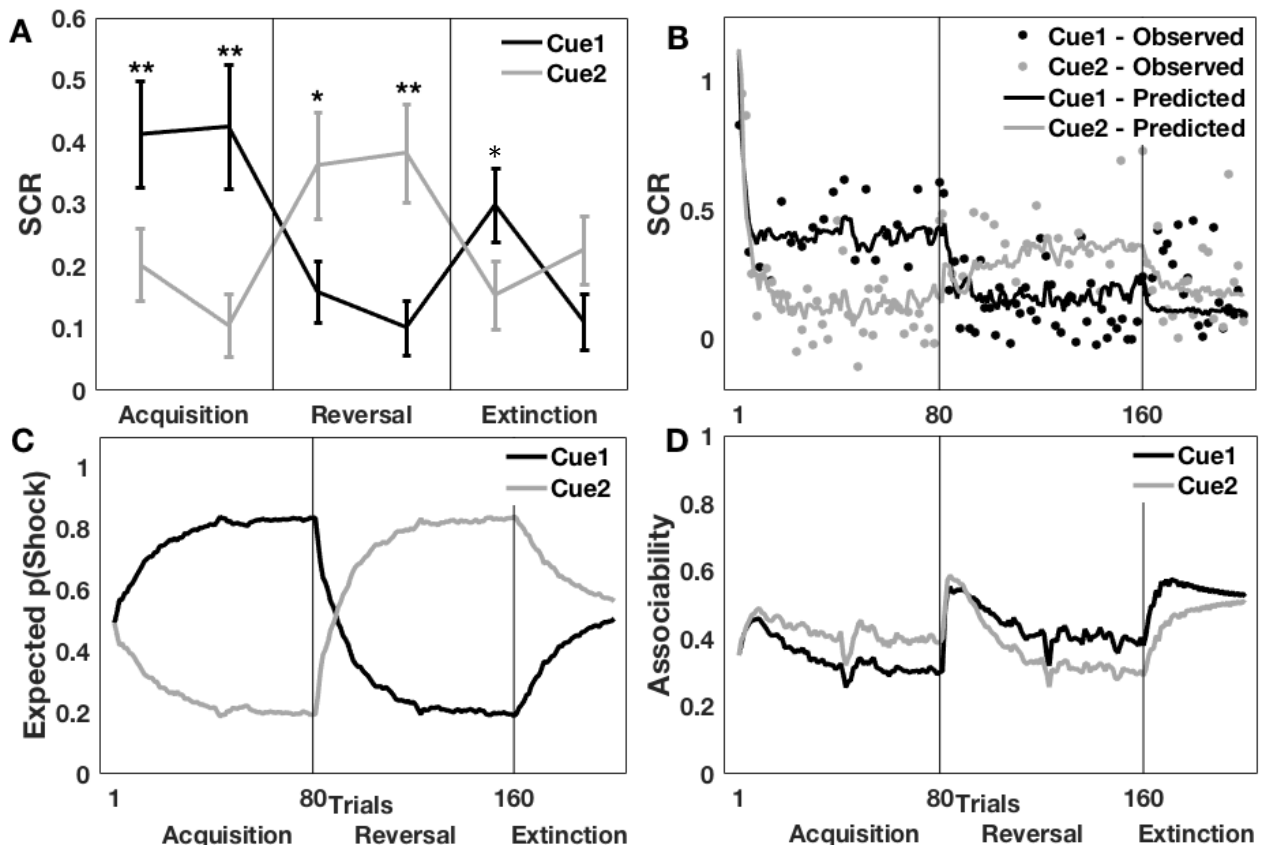 A
0.6
0.5
0.4
0.3
0.2
0.1
0
SCR
**
**
*
**
*
Cue1
Cue2
Acquisition Reversal Extinction
B
1
0.5
0
SCR
Cue1 - Observed
Cue2 - Observed
Cue1 - Predicted
Cue2 - Predicted
1 80 160
C
1
0.8
0.6
0.4
0.2
0
Expected p(Shock)
Cue1
Cue2
1 80 Trials 160
Acquisition Reversal Extinction
D
1
0.8
0.6
0.4
0.2
0
Associability
Cue1
Cue2
1 80 Trials 160
Acquisition Reversal Extinction